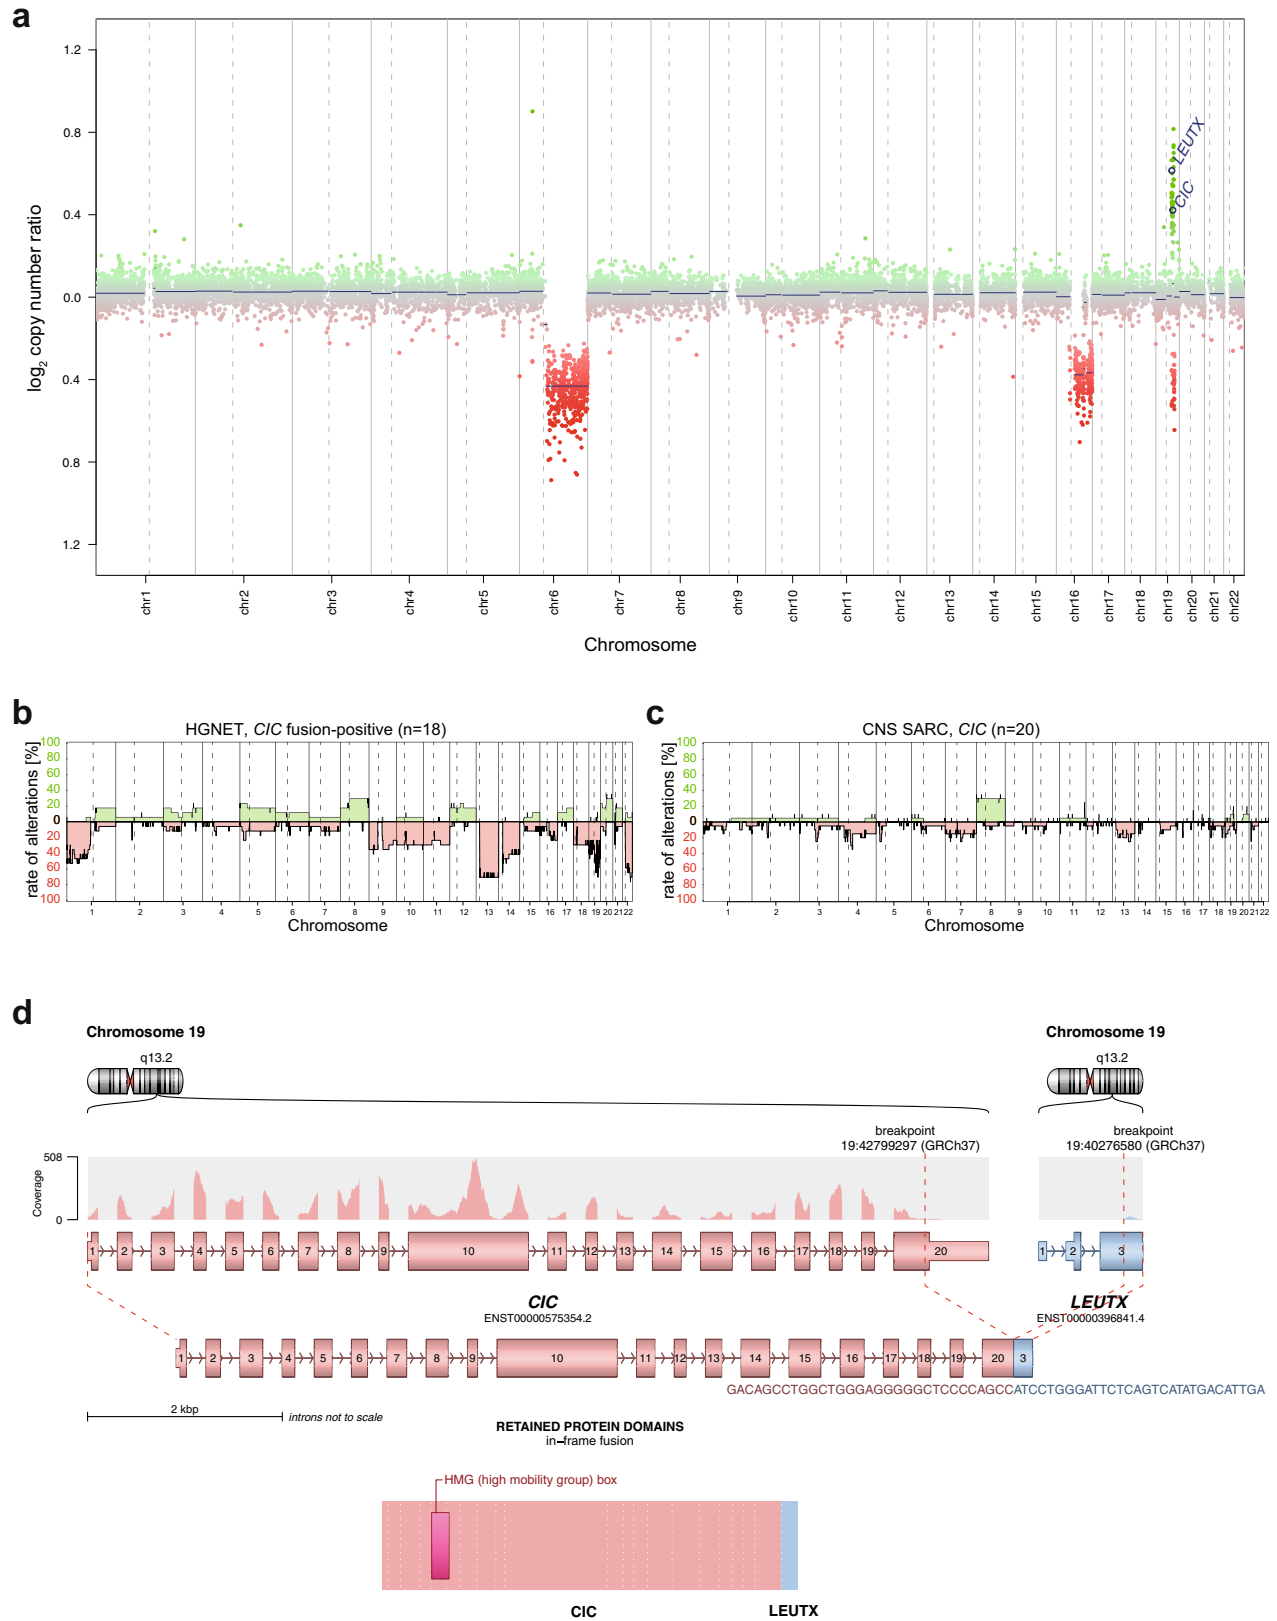 a
log2 copy number ratio
1.2
0.8
0.4
0.0
0.4
0.8
1.2
LEUTX
CIC
chr1 chr2 chr3 chr4 chr5 chr6 chr7 chr8 chr9 chr10 chr11 chr12 chr13 chr14 chr15 chr16 chr17 chr18 chr19 chr20 chr21 chr22
Chromosome
b
HGNET, CIC fusion-positive (n=18)
rate of alterations [%]
100
80
60
40
20
0
20
40
60
80
100
1 2 3 4 5 6 7 8 9 10 11 12 13 14 15 16 17 18 19 20 21 22
Chromosome
c
CNS SARC, CIC (n=20)
rate of alterations [%]
100
80
60
40
20
0
20
40
60
80
100
1 2 3 4 5 6 7 8 9 10 11 12 13 14 15 16 17 18 19 20 21 22
Chromosome
d
Chromosome 19 Chromosome 19
q13.2 q13.2
breakpoint breakpoint
19:42799297 (GRCh37) 19:40276580 (GRCh37)
508
Coverage
0
1 2 3 4 5 6 7 8 9 10 11 12 13 14 15 16 17 18 19 20 1 2 3
CIC LEUTX
ENST00000575354.2 ENST00000396841.4
1 2 3 4 5 6 7 8 9 10 11 12 13 14 15 16 17 18 19 20 3
GACAGCCTGGCTGGGAGGGGGCTCCCCAGCCATCCTGGGATTCTCAGTCATATGACATTGA
2 kbp introns not to scale
RETAINED PROTEIN DOMAINS
in–frame fusion
HMG (high mobility group) box
CIC LEUTX